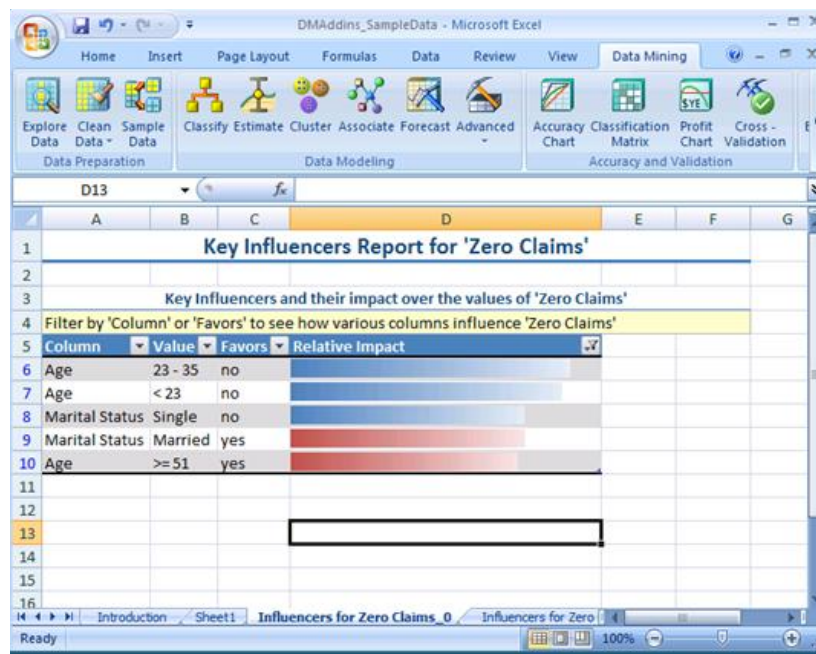 DMAddins_SampleData - Microsoft Excel
Home Insert Page Layout Formulas Data Review View Data Mining
Explore Data Clean Data Sample Data Classify Estimate Cluster Associate Forecast Advanced Accuracy Chart Classification Matrix Profit Chart Cross - Validation
Data Preparation Data Modeling Accuracy and Validation
D13 fx
A B C D E F G
1 Key Influencers Report for 'Zero Claims'
2
3 Key Influencers and their impact over the values of 'Zero Claims'
4 Filter by 'Column' or 'Favors' to see how various columns influence 'Zero Claims'
5 Column Value Favors Relative Impact
6 Age 23 - 35 no
7 Age < 23 no
8 Marital Status Single no
9 Marital Status Married yes
10 Age >= 51 yes
11
12
13
14
15
16
Introduction Sheet1 Influencers for Zero Claims_0 Influencers for Zero
Ready 100%